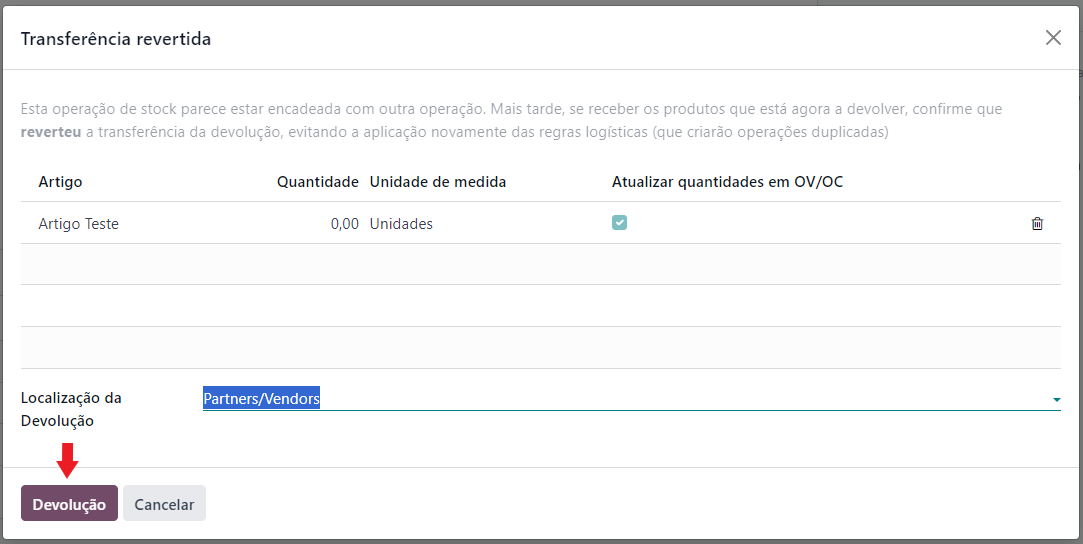 Transferência revertida
Esta operação de stock parece estar encadeada com outra operação. Mais tarde, se receber os produtos que está agora a devolver, confirme que
reverteu a transferência da devolução, evitando a aplicação novamente das regras logísticas (que criarão operações duplicadas)
Artigo Quantidade Unidade de medida Atualizar quantidades em OV/OC
Artigo Teste 0,00 Unidades
Localização da
Devolução
Partners/Vendors
Devolução Cancelar